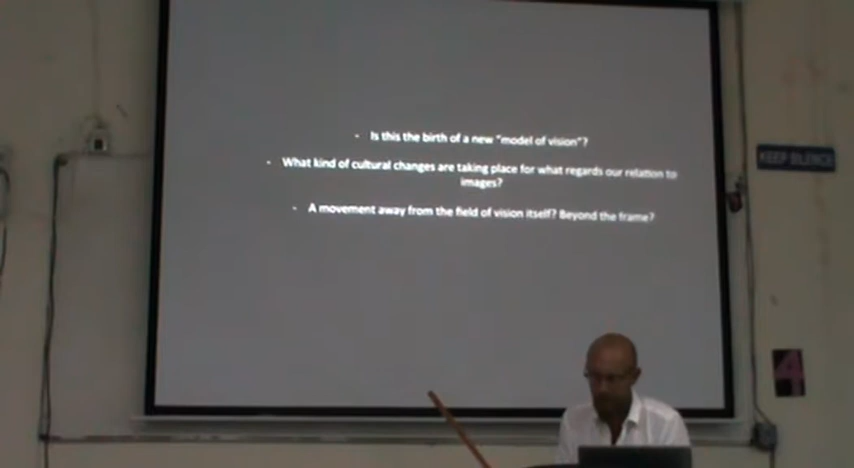 - Is this the birth of a new "model of vision"?
- What kind of cultural changes are taking place for what regards our relation to
images?
- A movement away from the field of vision itself? Beyond the frame?
KEEP SILENCE
4